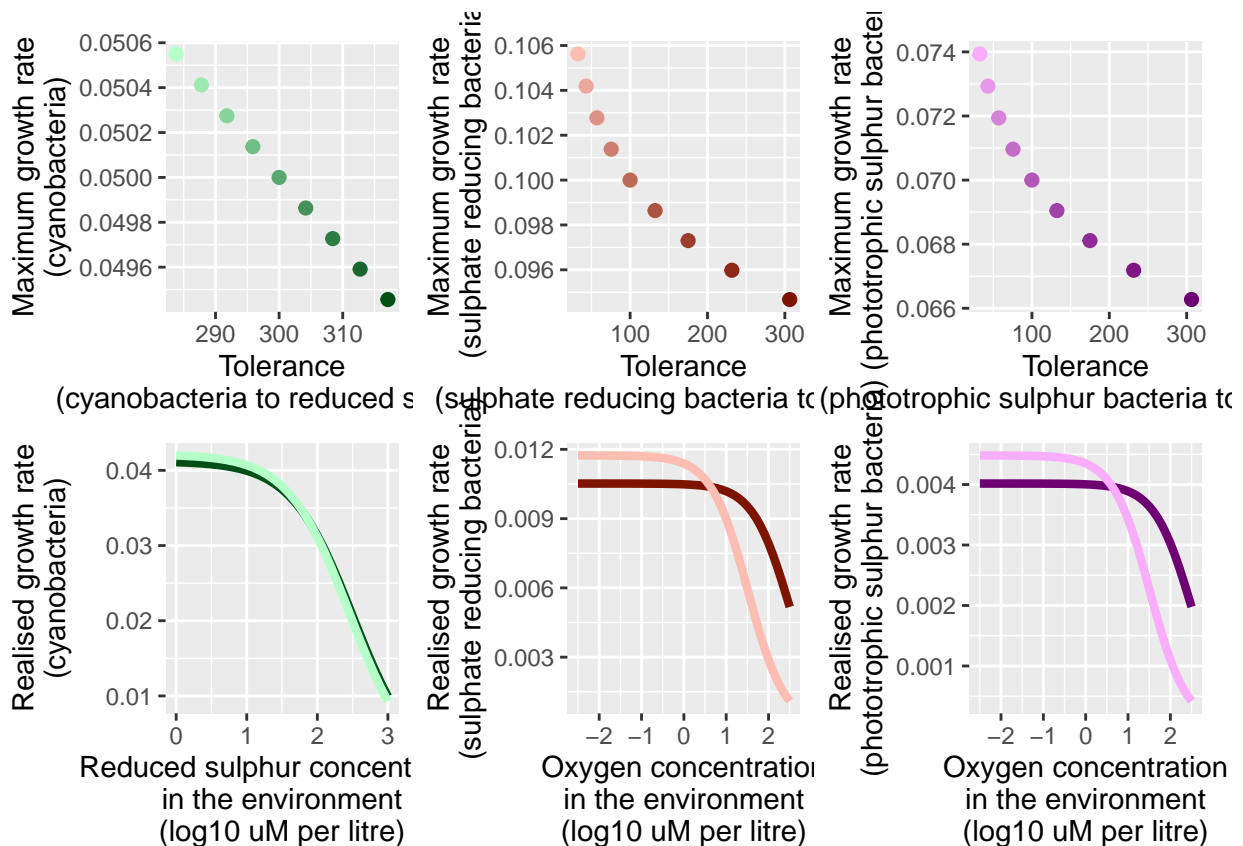 Maximum growth rate
(cyanobacteria)
0.0506
0.0504
0.0502
0.0500
0.0498
0.0496
290 300 310
Tolerance
(cyanobacteria to reduced s
Maximum growth rate
(sulphate reducing bacteria
0.106
0.104
0.102
0.100
0.098
0.096
100 200 300
Tolerance
(sulphate reducing bacteria to
Maximum growth rate
(phototrophic sulphur bacter
0.074
0.072
0.070
0.068
0.066
100 200 300
Tolerance
(phototrophic sulphur bacteria to
Realised growth rate
(cyanobacteria)
0.04
0.03
0.02
0.01
0 1 2 3
Reduced sulphur concent
in the environment
(log10 uM per litre)
Realised growth rate
(sulphate reducing bacteria)
0.012
0.009
0.006
0.003
−2 −1 0 1 2
Oxygen concentration
in the environment
(log10 uM per litre)
Realised growth rate
(phototrophic sulphur bacteria)
0.004
0.003
0.002
0.001
−2 −1 0 1 2
Oxygen concentration
in the environment
(log10 uM per litre)